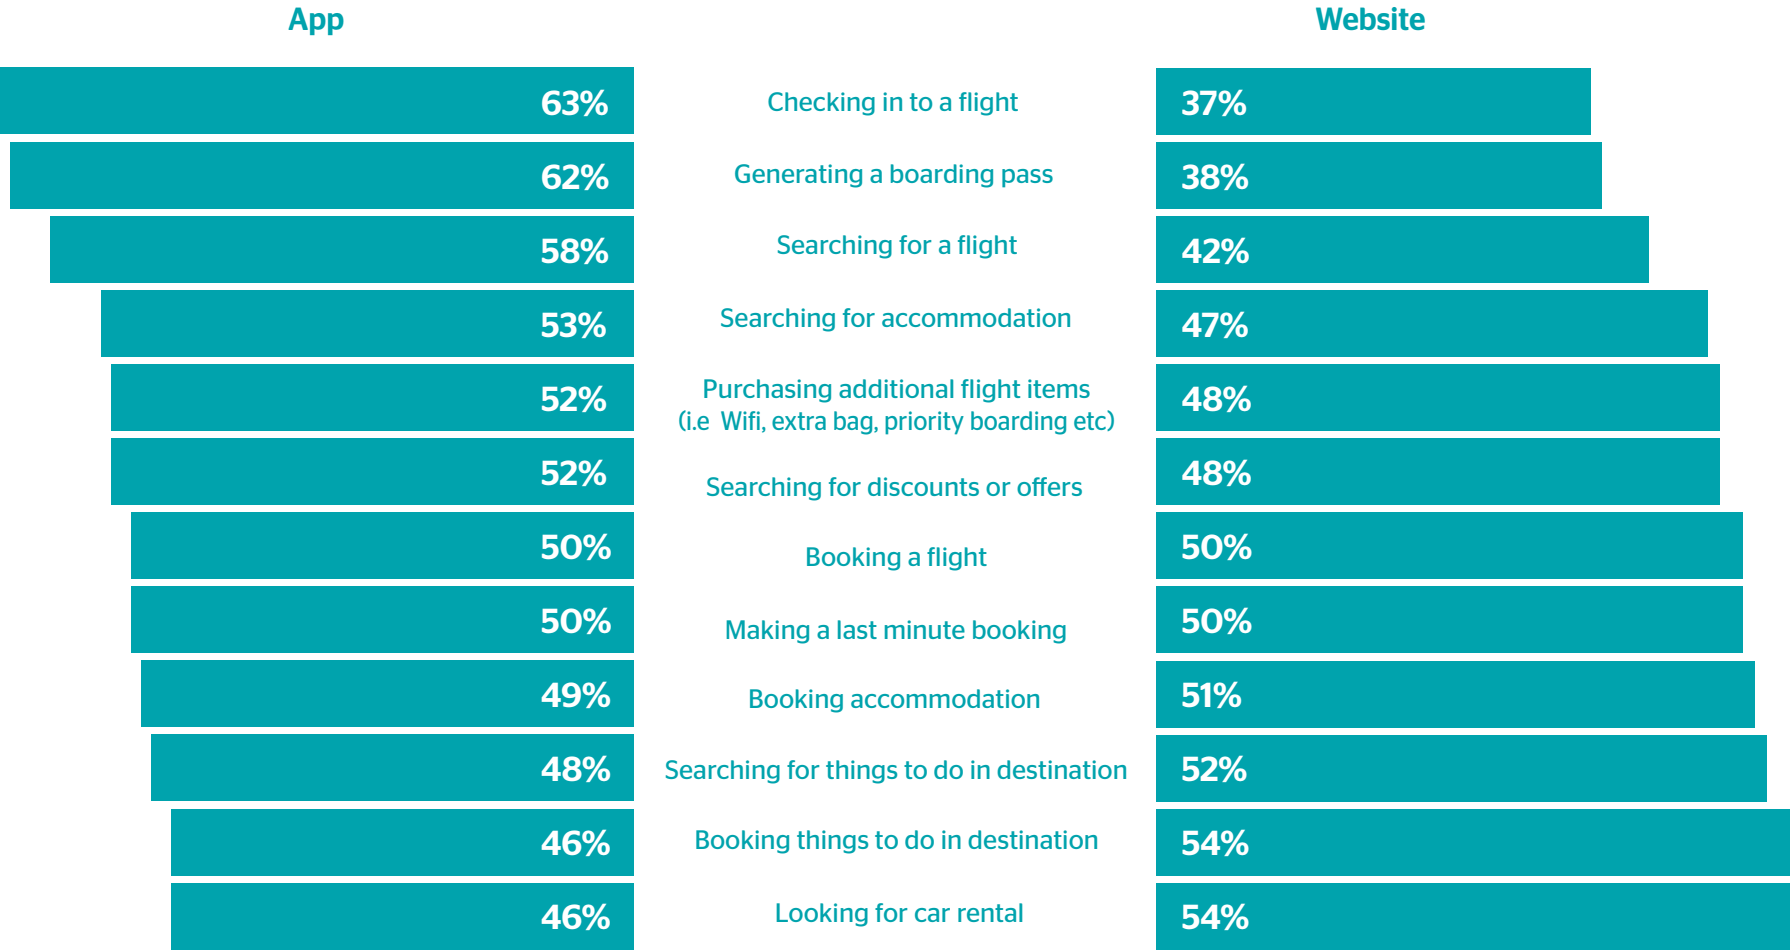 App Website
63% Checking in to a flight 37%
62% Generating a boarding pass 38%
58% Searching for a flight 42%
53% Searching for accommodation 47%
52% Purchasing additional flight items 48%
(i.e Wifi, extra bag, priority boarding etc)
52% Searching for discounts or offers 48%
50% Booking a flight 50%
50% Making a last minute booking 50%
49% Booking accommodation 51%
48% Searching for things to do in destination 52%
46% Booking things to do in destination 54%
46% Looking for car rental 54%